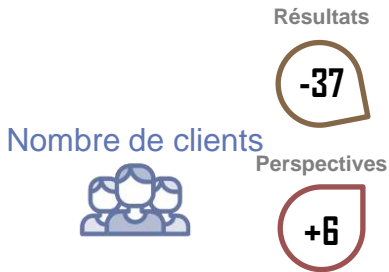 Résultats
-37
Nombre de clients
Perspectives
+6